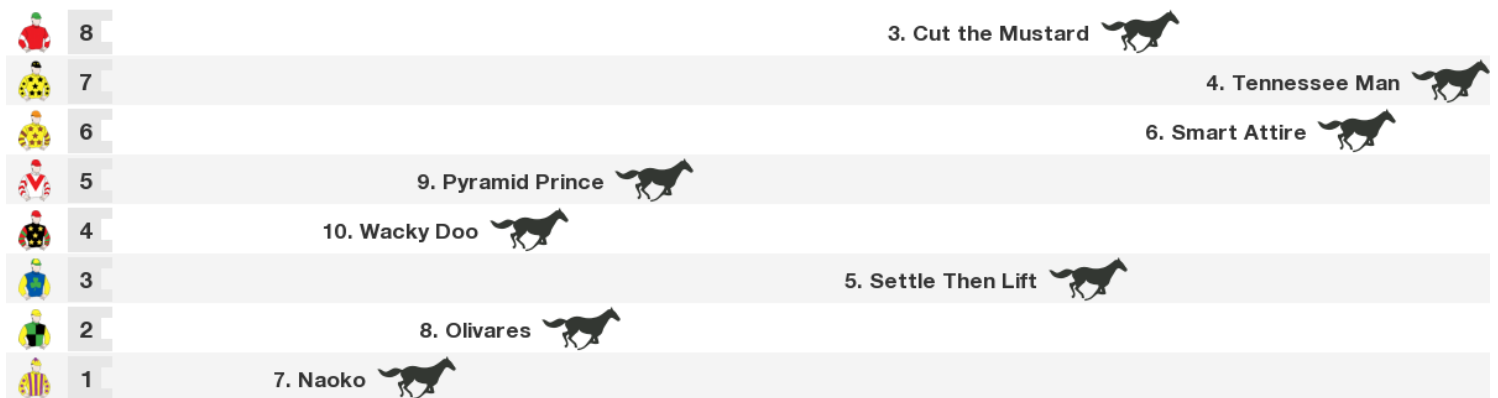 8 3. Cut the Mustard
7 4. Tennessee Man
6 6. Smart Attire
5 9. Pyramid Prince
4 10. Wacky Doo
3 5. Settle Then Lift
2 8. Olivares
1 7. Naoko